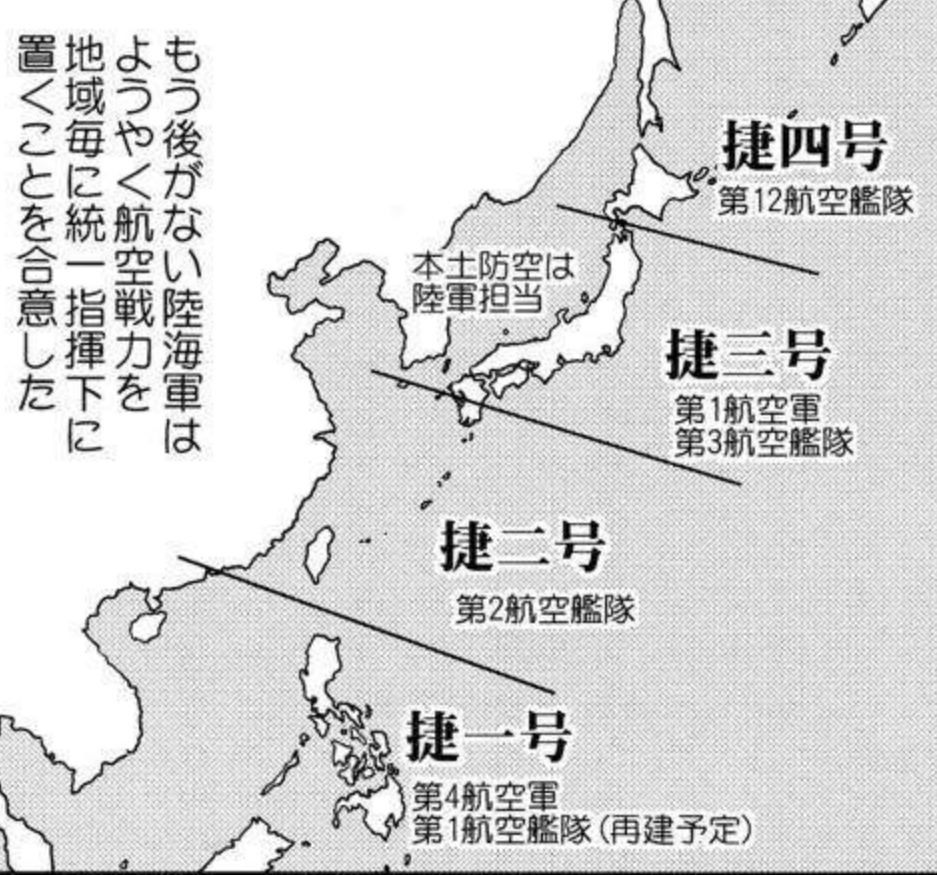 もう後がない陸海軍は
ようやく航空戦力を
地域毎に統一指揮下に
置くことを合意した
捷四号
第12航空艦隊
本土防空は
陸軍担当
捷三号
第1航空軍
第3航空艦隊
捷二号
第2航空艦隊
捷一号
第4航空軍
第1航空艦隊(再建予定)